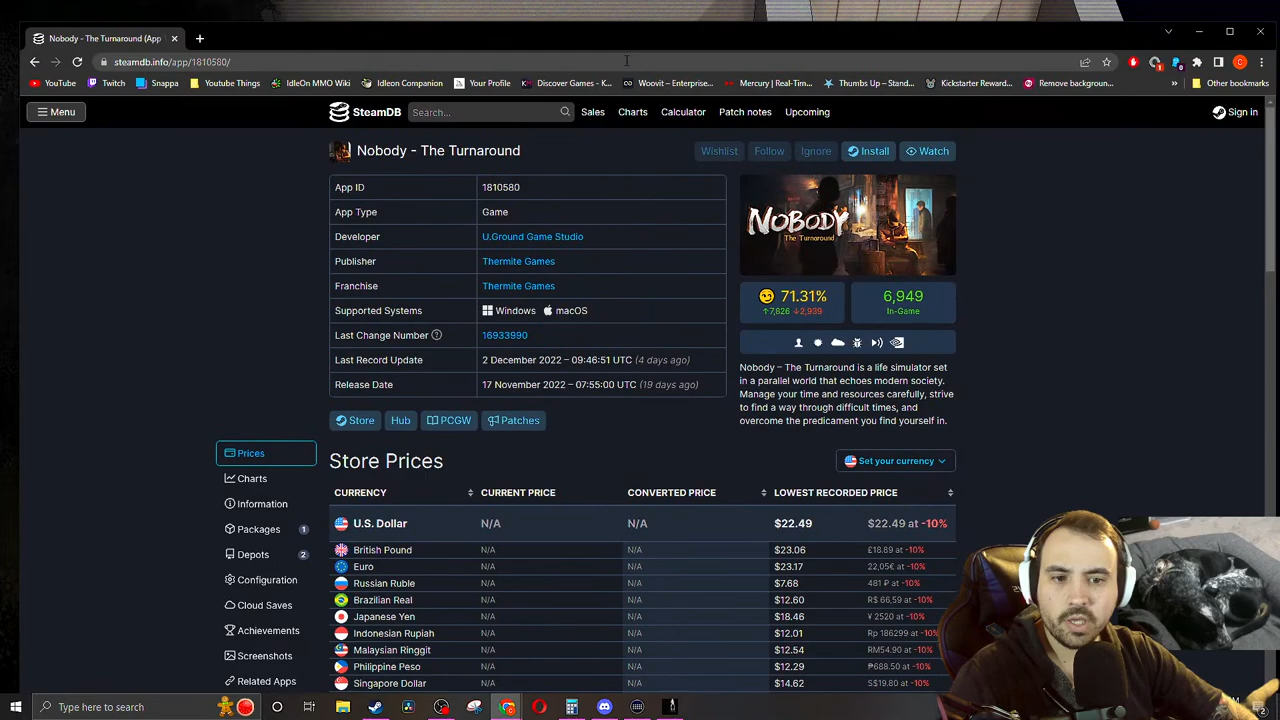 Nobody - The Turnaround (App
steamdb.info/app/1810580/
YouTube Twitch Snappa Youtube Things IdleOn MMO Wiki Idleon Companion Your Profile Discover Games - K... Woovit – Enterprise... Mercury | Real-Tim... Thumbs Up – Stand... Kickstarter Reward... Remove backgroun... » Other bookmarks
Menu SteamDB Search... Sales Charts Calculator Patch notes Upcoming Sign in
Nobody - The Turnaround Wishlist Follow Ignore Install Watch
App ID 1810580
App Type Game
Developer U.Ground Game Studio
Publisher Thermite Games
Franchise Thermite Games
Supported Systems Windows macOS
Last Change Number 16933990
Last Record Update 2 December 2022 – 09:46:51 UTC (4 days ago)
Release Date 17 November 2022 – 07:55:00 UTC (19 days ago)
NOBODY
The Turnaround
71.31%
↑7,826 ↓2,939
6,949
In-Game
Nobody – The Turnaround is a life simulator set
in a parallel world that echoes modern society.
Manage your time and resources carefully, strive
to find a way through difficult times, and
overcome the predicament you find yourself in.
Store Hub PCGW Patches
Prices
Charts
Information
Packages 1
Depots 2
Configuration
Cloud Saves
Achievements
Screenshots
Related Apps
Store Prices Set your currency
CURRENCY CURRENT PRICE CONVERTED PRICE LOWEST RECORDED PRICE
U.S. Dollar N/A N/A $22.49 $22.49 at -10%
British Pound N/A N/A $23.06 £18.89 at -10%
Euro N/A N/A $23.17 22,05€ at -10%
Russian Ruble N/A N/A $7.68 481 ₽ at -10%
Brazilian Real N/A N/A $12.60 R$ 66,59 at -10%
Japanese Yen N/A N/A $18.46 ¥ 2520 at -10%
Indonesian Rupiah N/A N/A $12.01 Rp 186299 at -10%
Malaysian Ringgit N/A N/A $12.54 RM54.90 at -10%
Philippine Peso N/A N/A $12.29 ₱688.50 at -10%
Singapore Dollar N/A N/A $14.62 S$19.80 at -10%
Type here to search